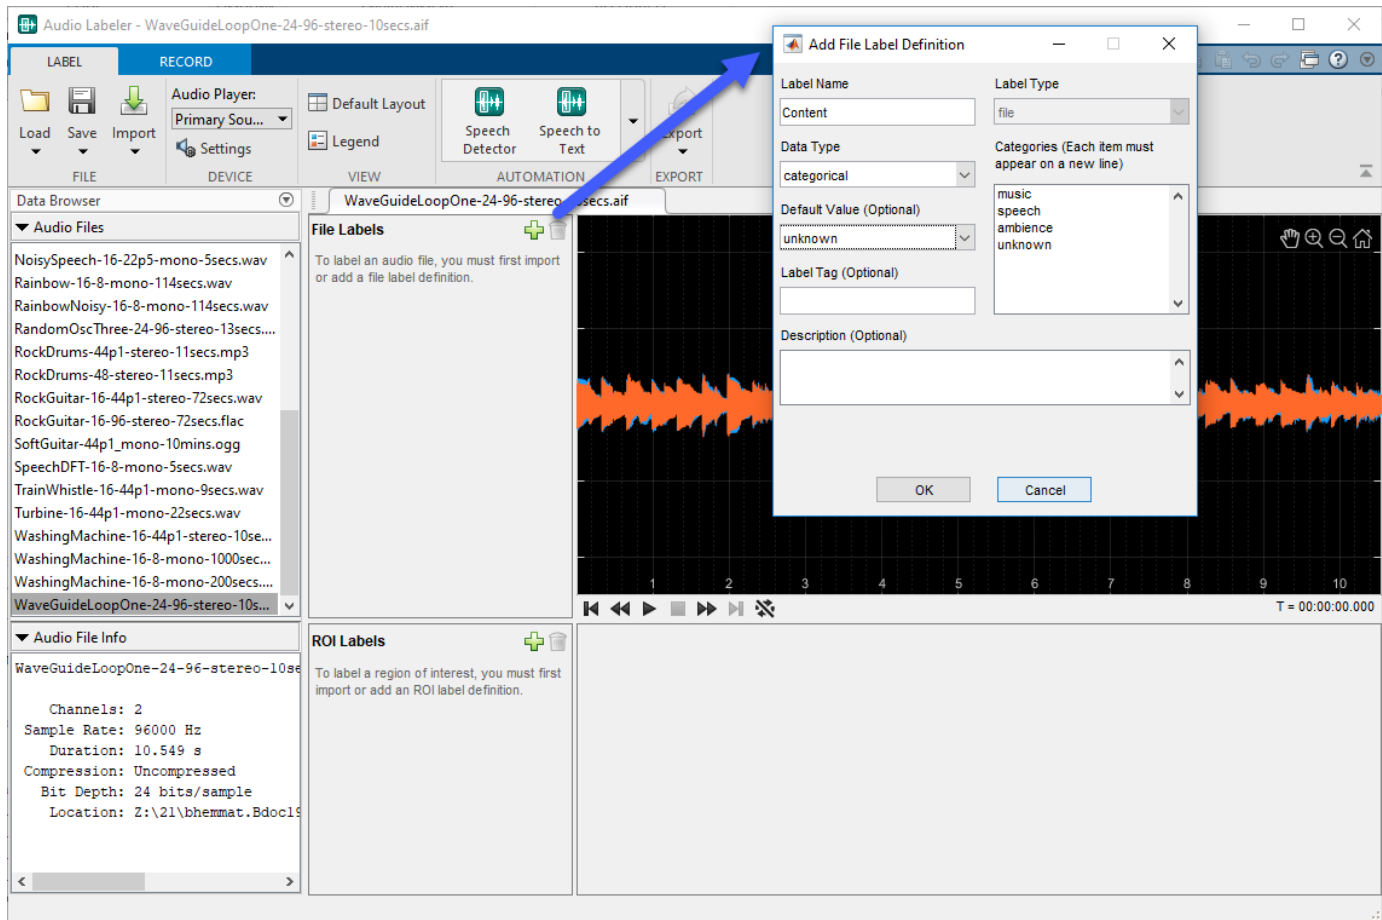 Audio Labeler - WaveGuideLoopOne-24-96-stereo-10secs.aif
LABEL
RECORD
Load
Save
Import
FILE
Audio Player:
Primary Sou...
Settings
DEVICE
Default Layout
Legend
VIEW
Speech
Detector
Speech to
Text
AUTOMATION
Export
EXPORT
Data Browser
Audio Files
NoisySpeech-16-22p5-mono-5secs.wav
Rainbow-16-8-mono-114secs.wav
RainbowNoisy-16-8-mono-114secs.wav
RandomOscThree-24-96-stereo-13secs....
RockDrums-44p1-stereo-11secs.mp3
RockDrums-48-stereo-11secs.mp3
RockGuitar-16-44p1-stereo-72secs.wav
RockGuitar-16-96-stereo-72secs.flac
SoftGuitar-44p1_mono-10mins.ogg
SpeechDFT-16-8-mono-5secs.wav
TrainWhistle-16-44p1-mono-9secs.wav
Turbine-16-44p1-mono-22secs.wav
WashingMachine-16-44p1-stereo-10se...
WashingMachine-16-8-mono-1000sec...
WashingMachine-16-8-mono-200secs....
WaveGuideLoopOne-24-96-stereo-10s...
Audio File Info
WaveGuideLoopOne-24-96-stereo-10se
Channels: 2
Sample Rate: 96000 Hz
Duration: 10.549 s
Compression: Uncompressed
Bit Depth: 24 bits/sample
Location: Z:\21\bhemmat.Bdoc19
WaveGuideLoopOne-24-96-stereo-10secs.aif
File Labels
To label an audio file, you must first import
or add a file label definition.
ROI Labels
To label a region of interest, you must first
import or add an ROI label definition.
1 2 3 4 5 6 7 8 9 10
T = 00:00:00.000
Add File Label Definition
Label Name
Content
Data Type
categorical
Default Value (Optional)
unknown
Label Tag (Optional)
Label Type
file
Categories (Each item must
appear on a new line)
music
speech
ambience
unknown
Description (Optional)
OK
Cancel